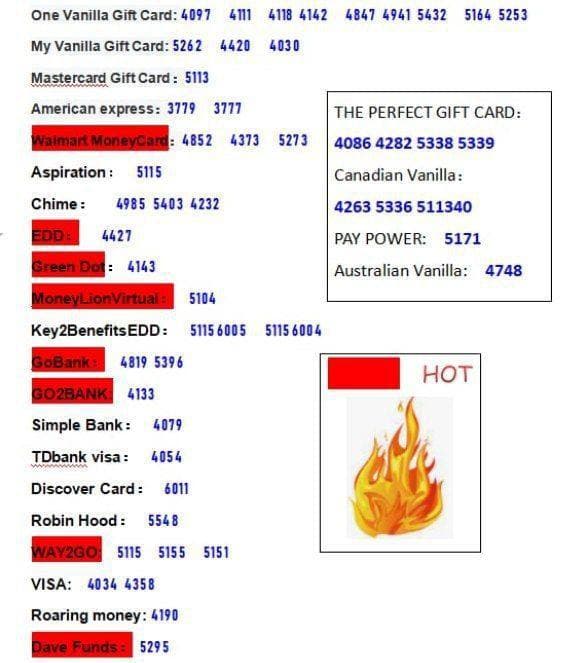 One Vanilla Gift Card: 4097 4111 4118 4142 4847 4941 5432 5164 5253
My Vanilla Gift Card: 5262 4420 4030
Mastercard Gift Card： 5113
American express: 3779 3777
Walmart MoneyCard: 4852 4373 5273
Aspiration： 5115
Chime： 4985 5403 4232
EDD： 4427
Green Dot： 4143
MoneyLionVirtual： 5104
Key2BenefitsEDD： 51156005 51156004
GoBank： 4819 5396
GO2BANK: 4133
Simple Bank： 4079
TDbank visa： 4054
Discover Card： 6011
Robin Hood： 5548
WAY2GO: 5115 5155 5151
VISA: 4034 4358
Roaring money: 4190
Dave Funds： 5295
THE PERFECT GIFT CARD：
4086 4282 5338 5339
Canadian Vanilla：
4263 5336 511340
PAY POWER: 5171
Australian Vanilla: 4748
HOT